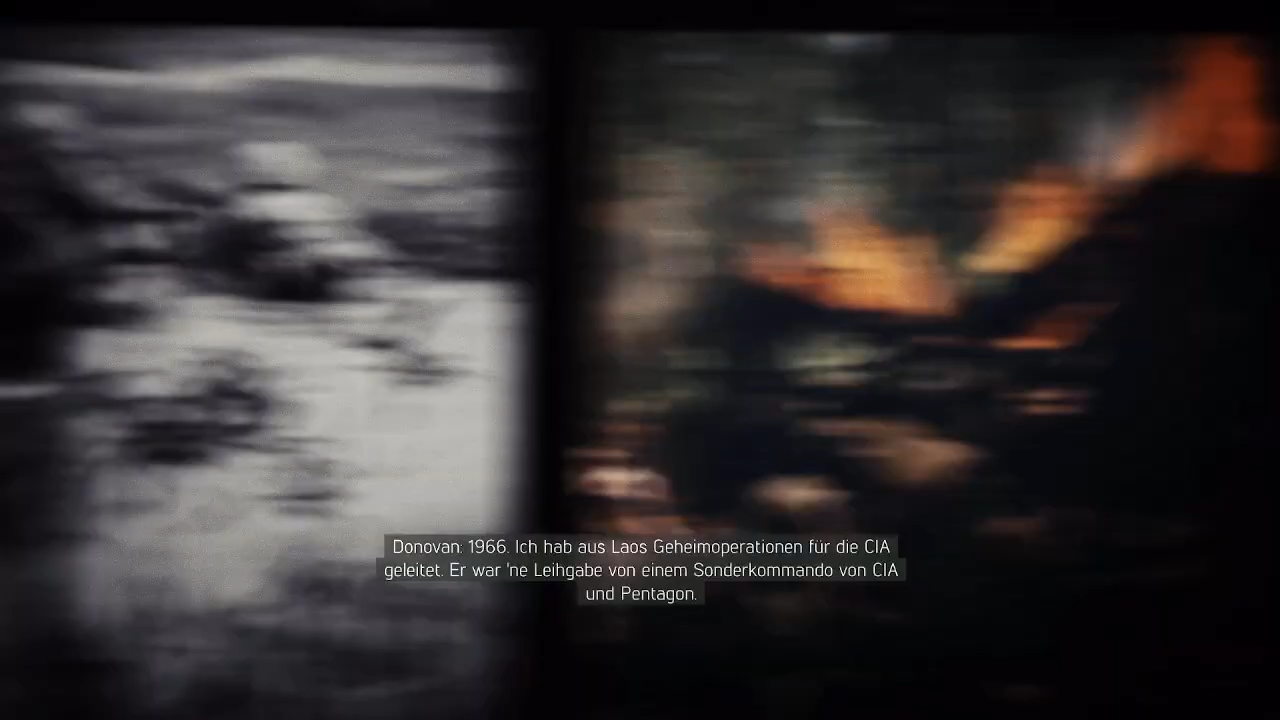 Donovan: 1966. Ich hab aus Laos Geheimoperationen für die CIA
geleitet. Er war 'ne Leihgabe von einem Sonderkommando von CIA
und Pentagon.